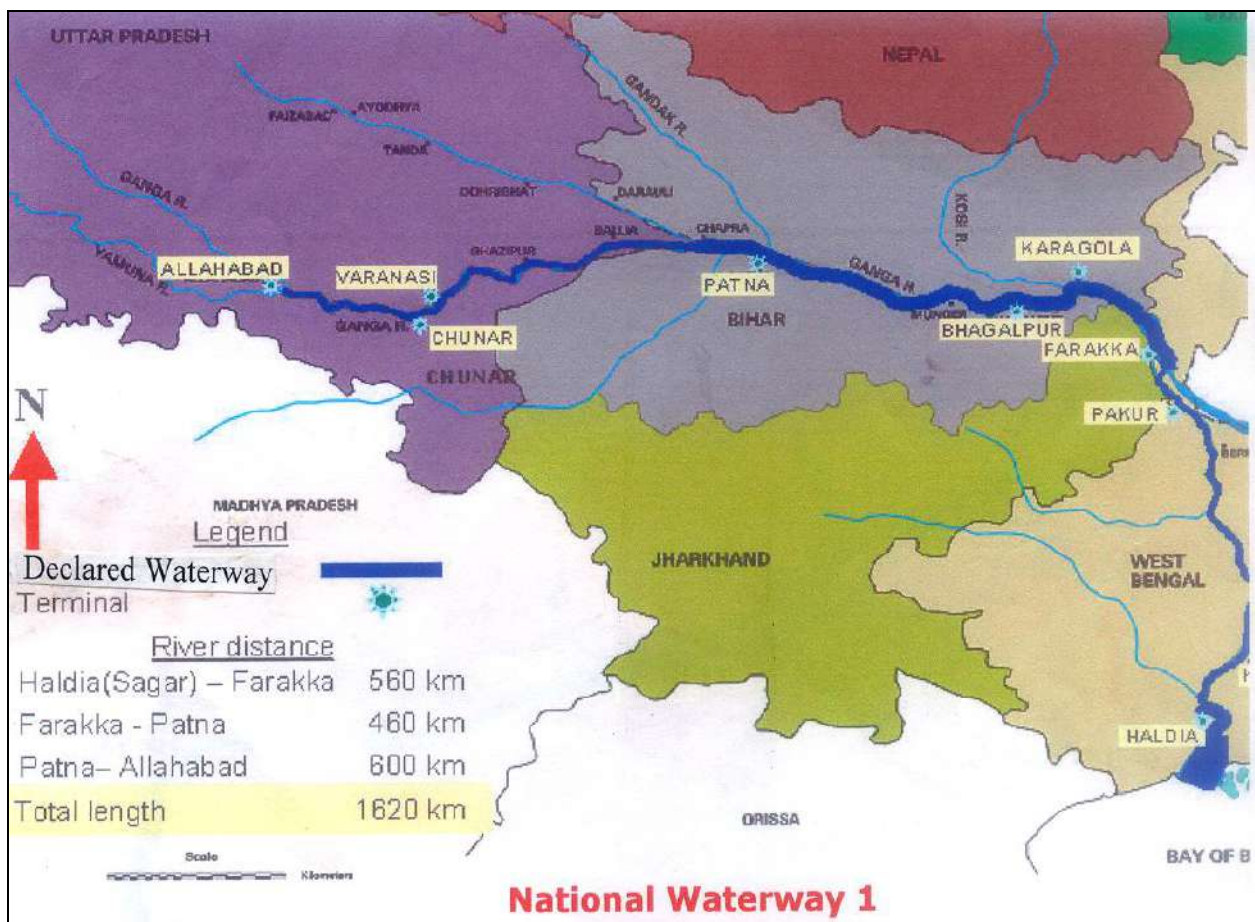 UTTAR PRADESH
NEPAL
GANDAK R.
AYODHYA
FAIZABAD
TANDA
DOHRIGHAT
DARAULI
GANGA R.
KOSI R.
BALLIA
CHAPRA
KARAGOLA
GHAZIPUR
YAMUNA R.
ALLAHABAD
VARANASI
PATNA
GANGA R.
MUNGER
BIHAR
GANGA R.
CHUNAR
BHAGALPUR
FARAKKA
CHUNAR
PAKUR
N
MADHYA PRADESH
Legend
Declared Waterway
Terminal
JHARKHAND
WEST
BENGAL
River distance
Haldia(Sagar) – Farakka 560 km
Farakka - Patna 460 km
Patna– Allahabad 600 km
Total length 1620 km
HALDIA
ORISSA
BAY OF B
Scale
Kilometers
National Waterway 1